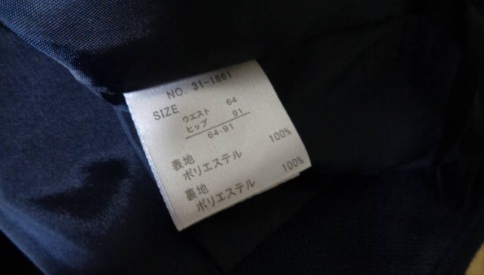 NO. 31-1861
SIZE
ウエスト 64
ヒップ 91
64-91
表地
ポリエステル 100%
裏地
ポリエステル 100%